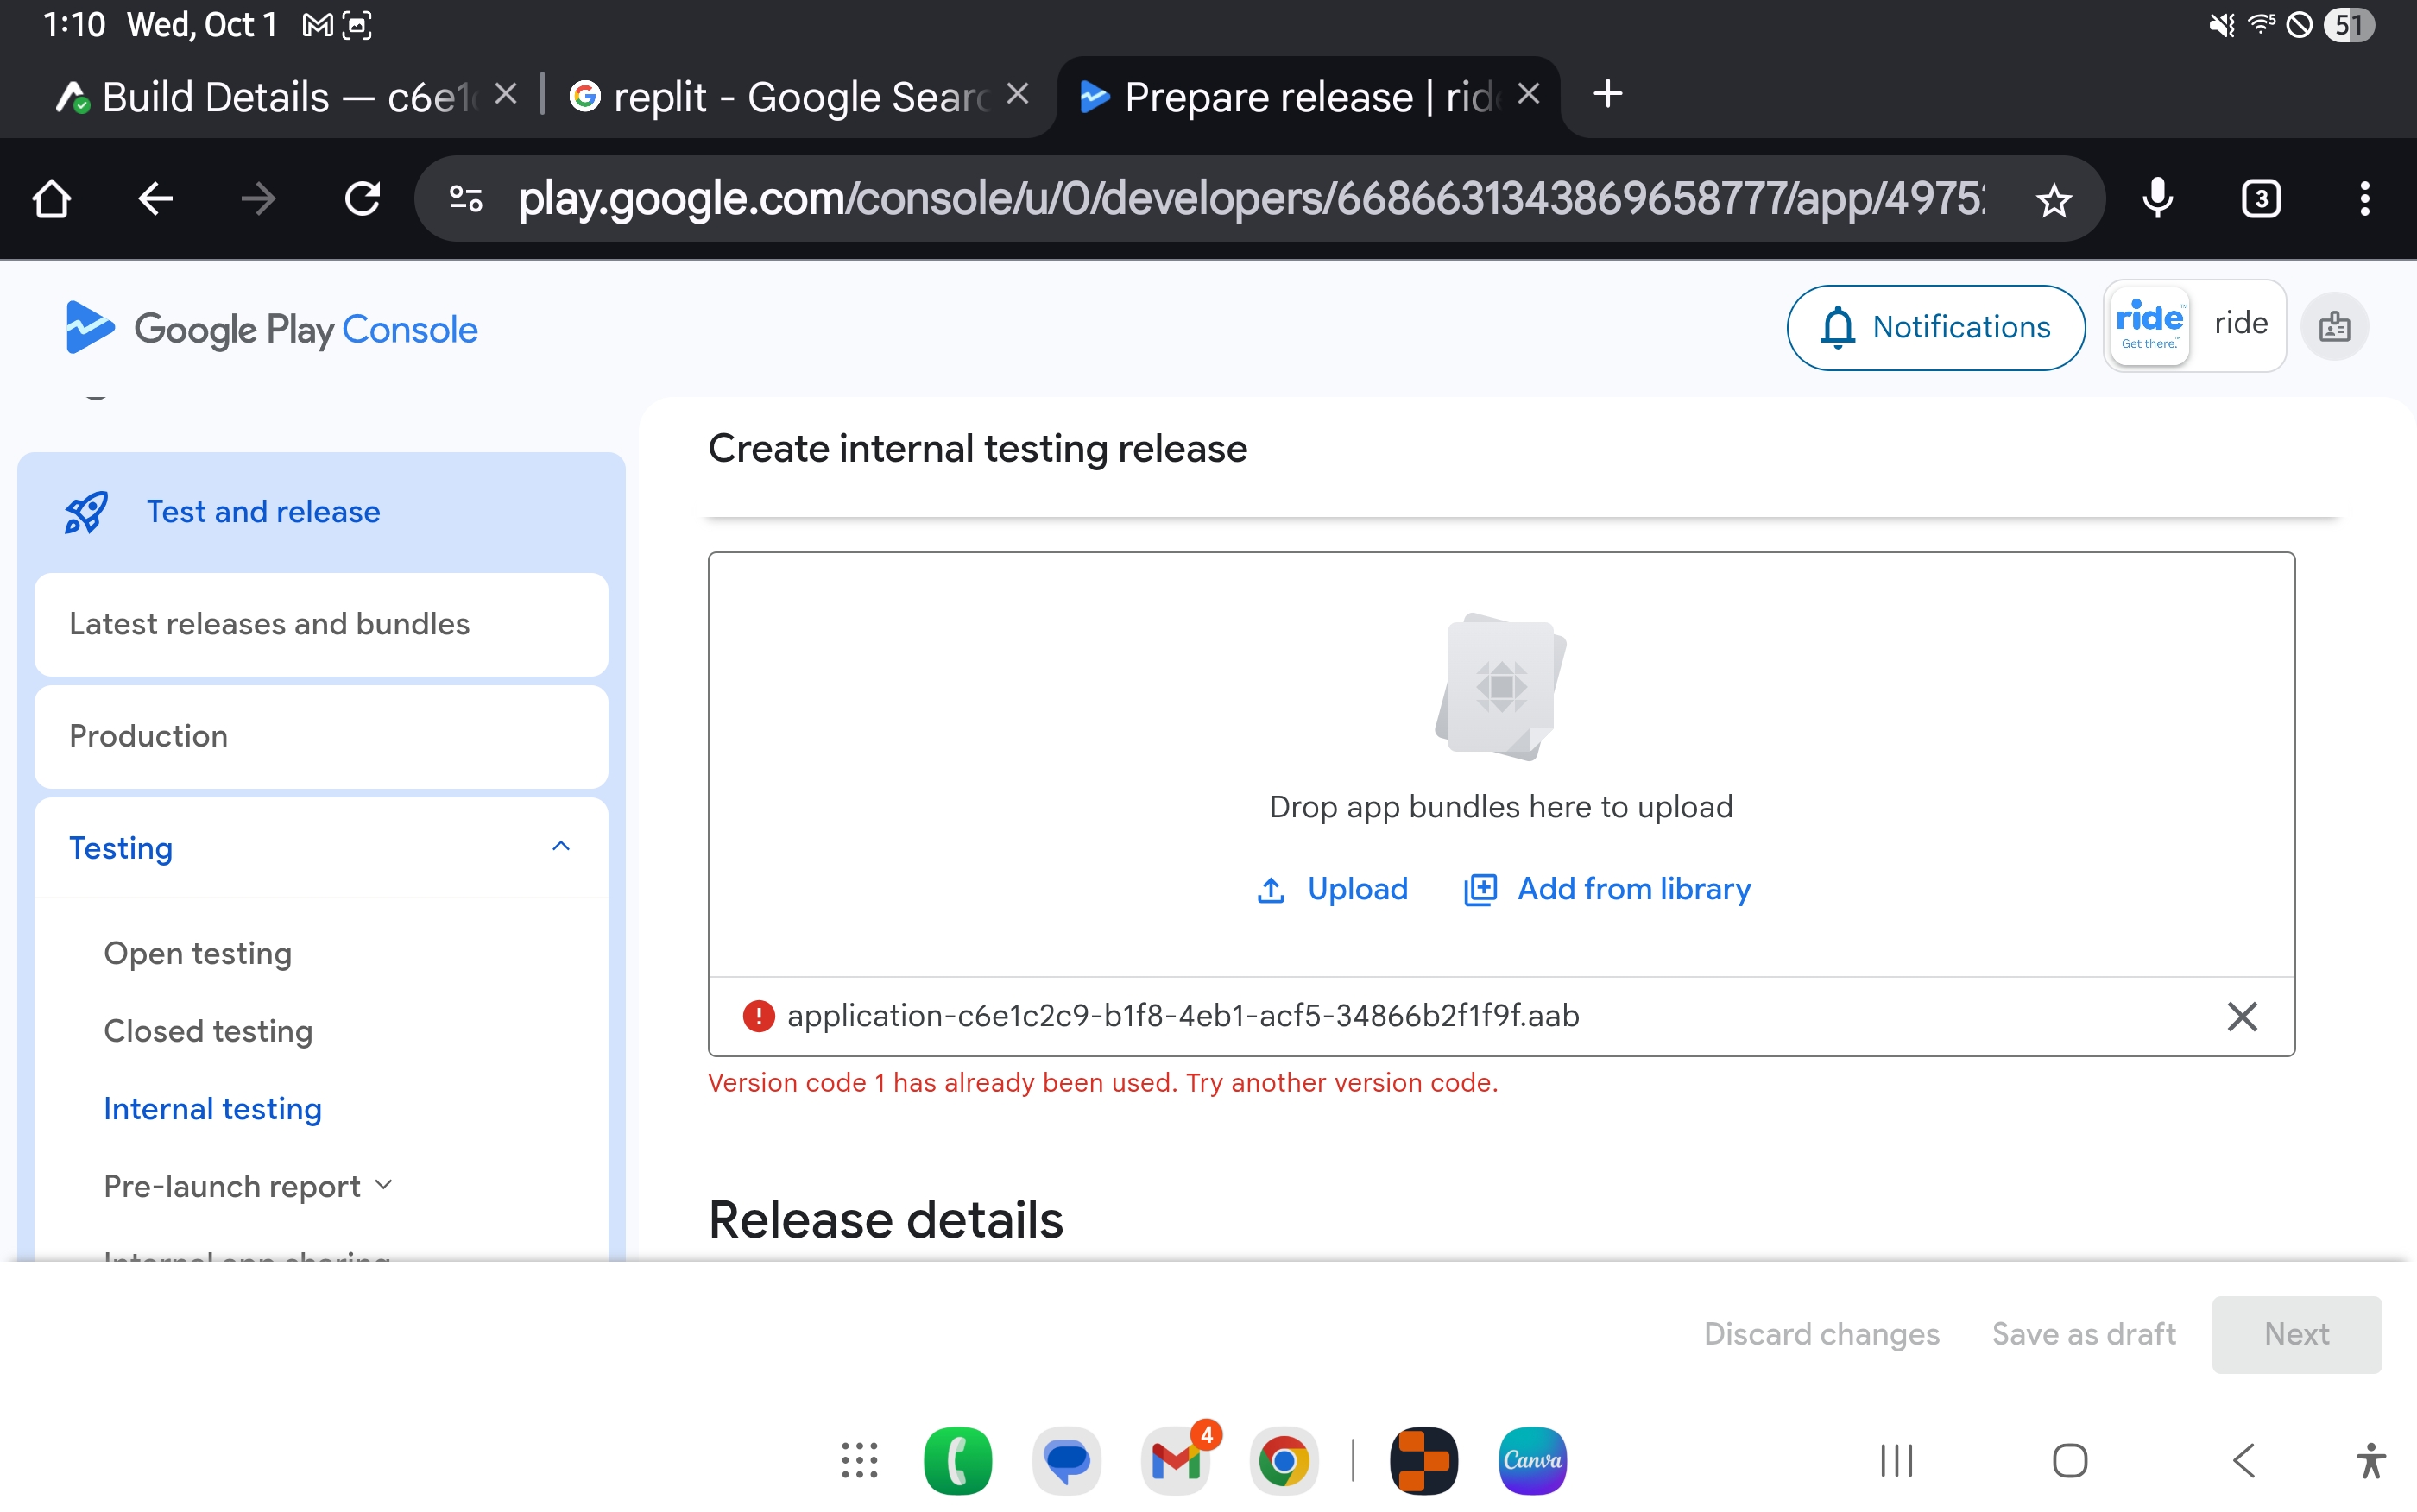 1:10 Wed, Oct 1
51
Build Details — c6e1
replit - Google Sear
Prepare release | rid
play.google.com/console/u/0/developers/6686631343869658777/app/4975
3
Google Play Console
Notifications
ride
Get there.
ride
Create internal testing release
Test and release
Latest releases and bundles
Production
Testing
Open testing
Closed testing
Internal testing
Pre-launch report
Internal app sharing
Drop app bundles here to upload
Upload
Add from library
application-c6e1c2c9-b1f8-4eb1-acf5-34866b2f1f9f.aab
Version code 1 has already been used. Try another version code.
Release details
Discard changes
Save as draft
Next
4
Canva